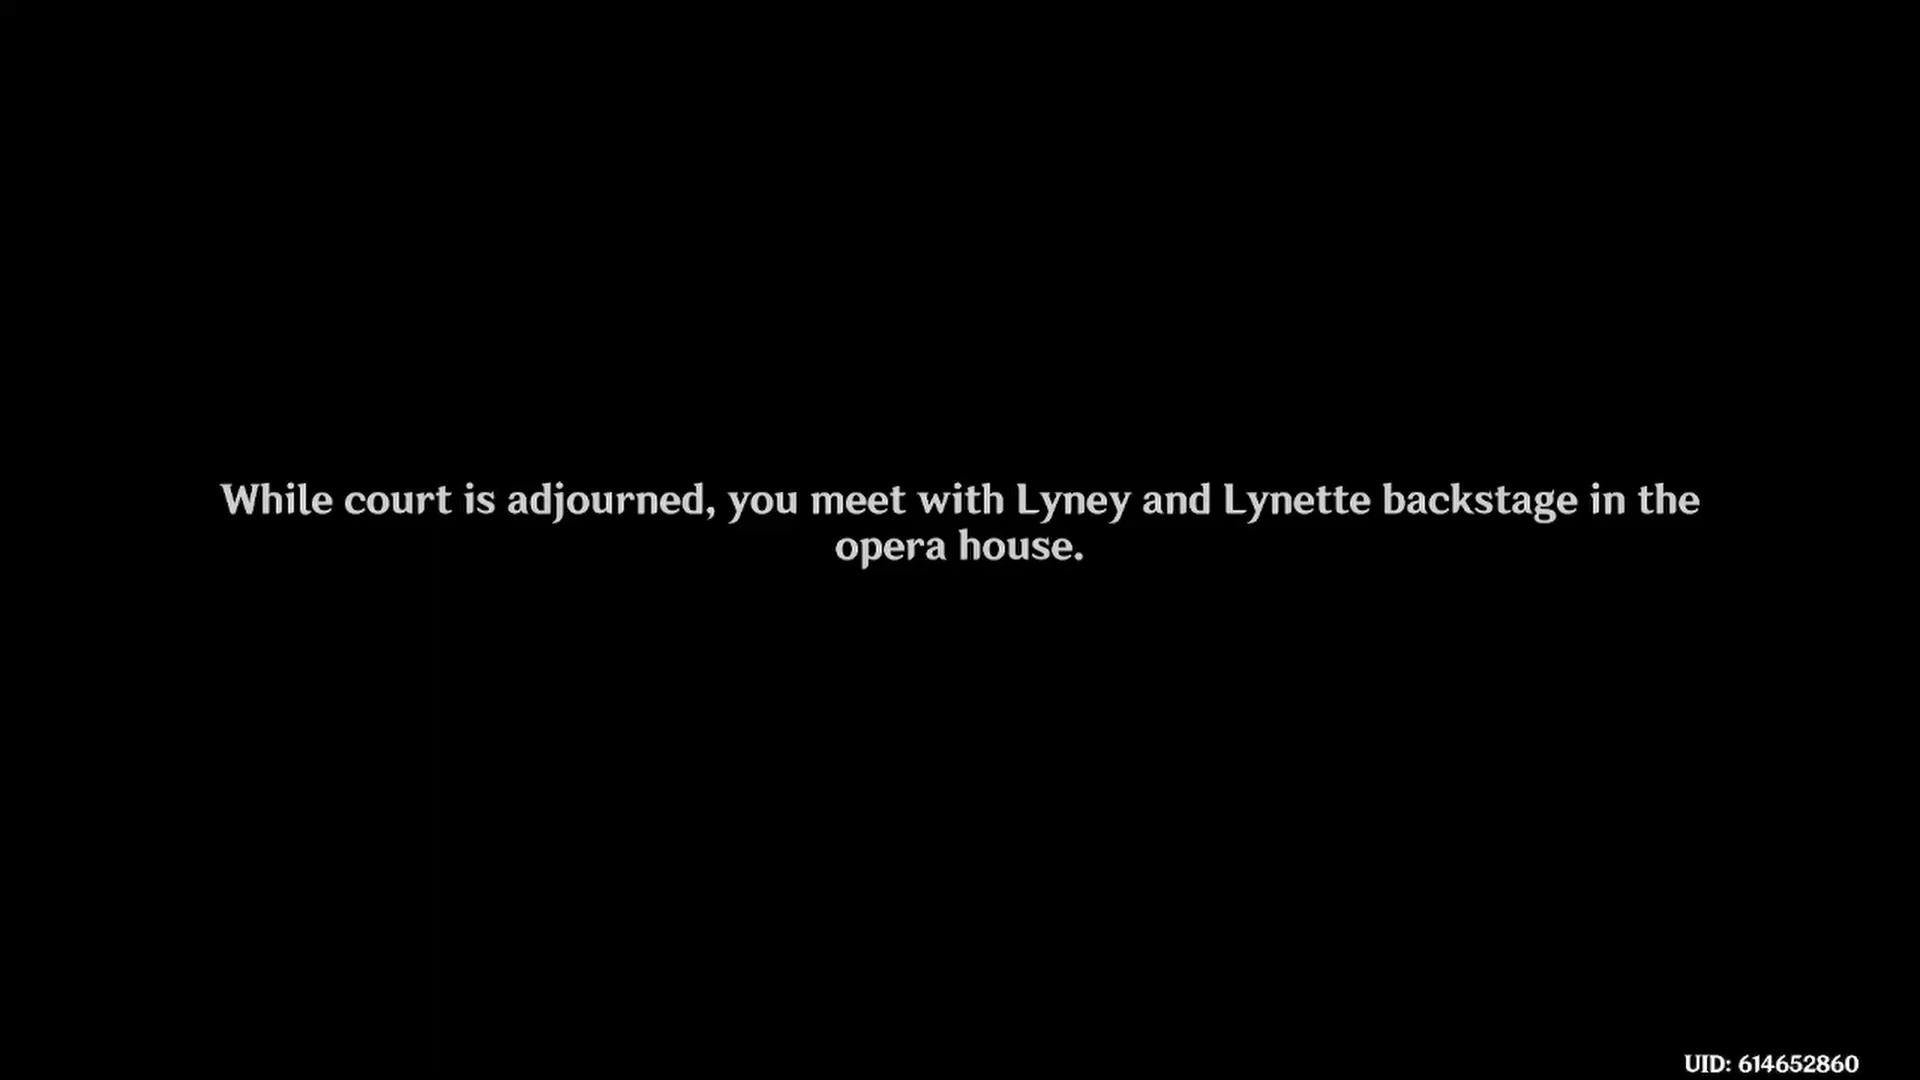 While court is adjourned, you meet with Lyney and Lynette backstage in the
opera house.
UID: 614652860